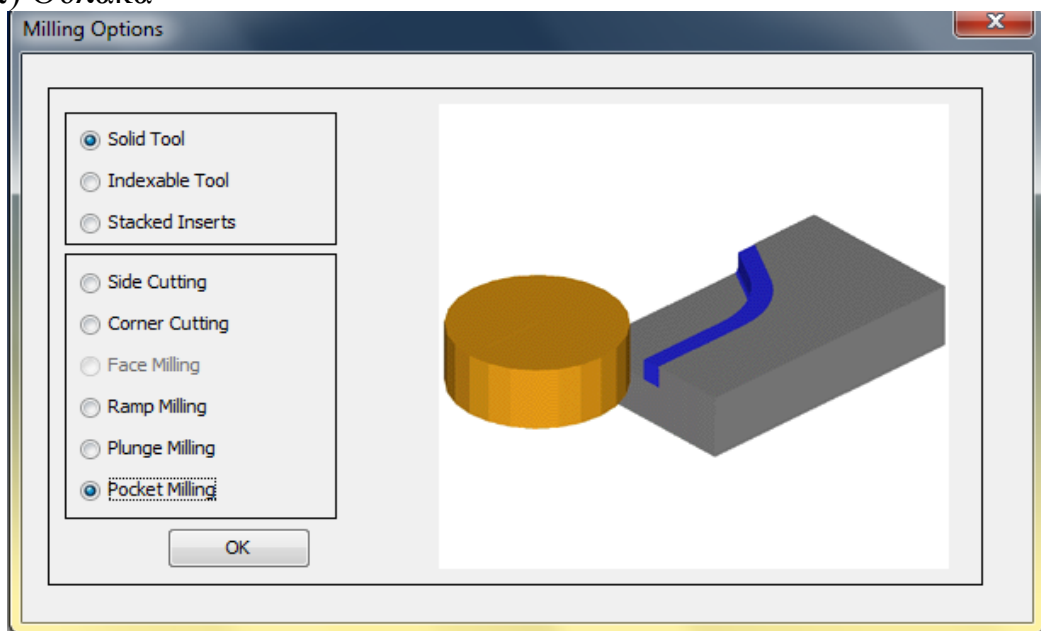 Milling Options
Solid Tool
Indexable Tool
Stacked Inserts
Side Cutting
Corner Cutting
Face Milling
Ramp Milling
Plunge Milling
Pocket Milling
OK